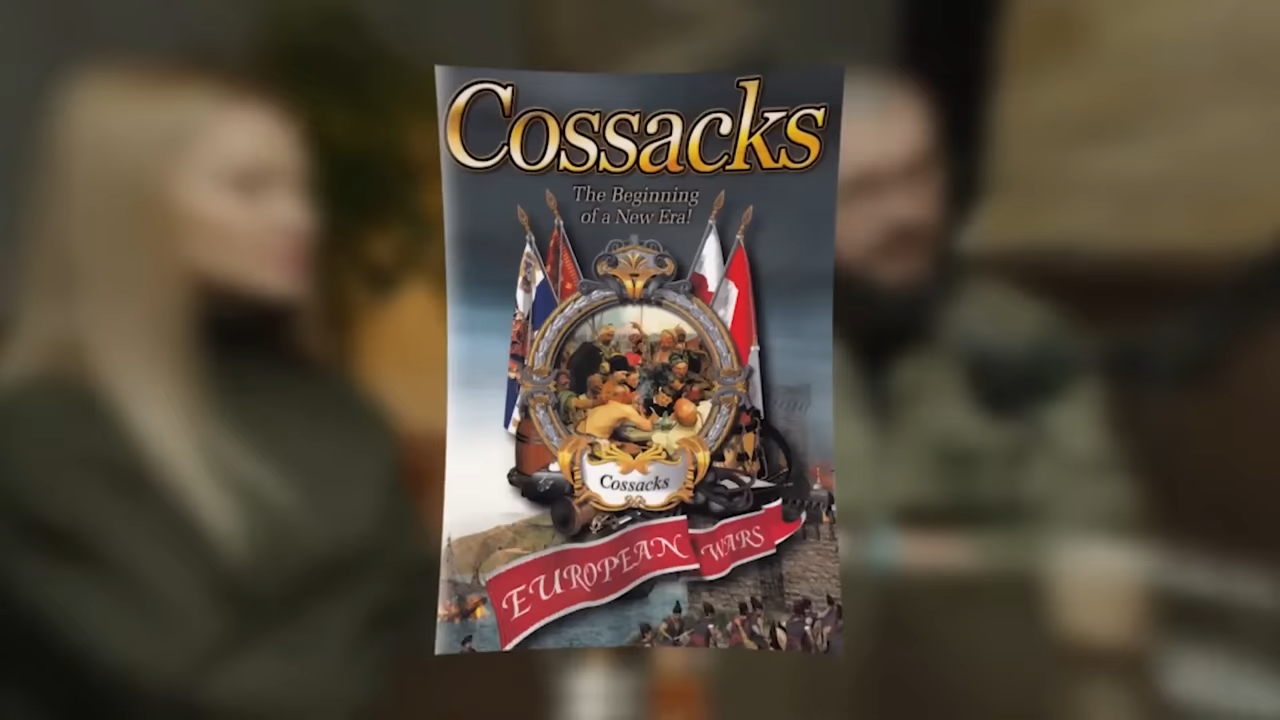 Cossacks
The Beginning
of a New Era!
Cossacks
EUROPEAN WARS